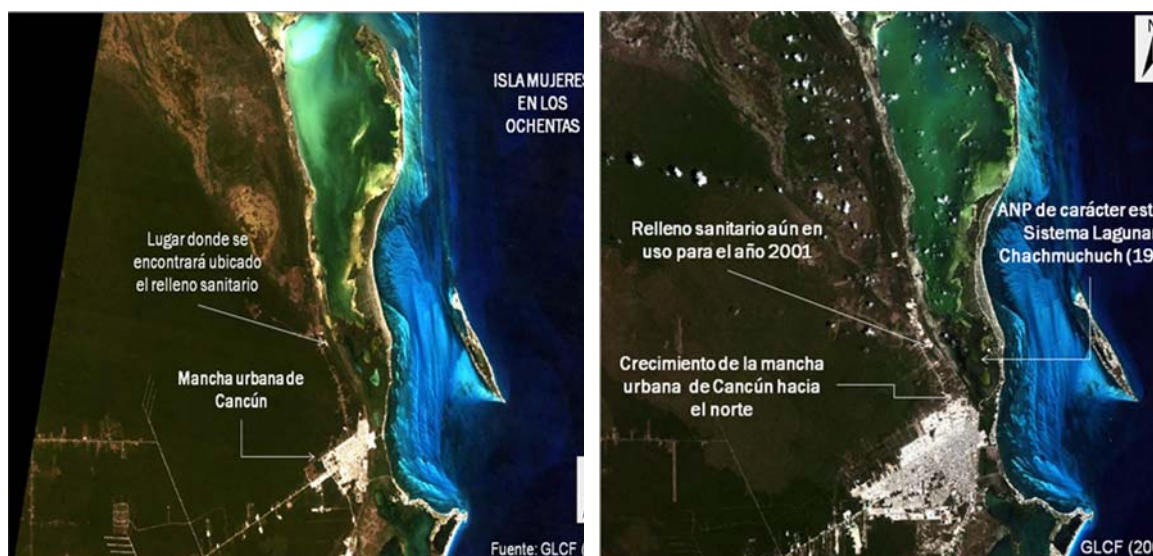 ISLA MUJERES
EN LOS
OCHENTAS
Lugar donde se
encontrará ubicado
el relleno sanitario
Mancha urbana de
Cancún
Fuente: GLCF (
N
Relleno sanitario aún en
uso para el año 2001
ANP de carácter est
Sistema Lagunar
Chachmuchuch (19
Crecimiento de la mancha
urbana de Cancún hacia
el norte
GLCF (20